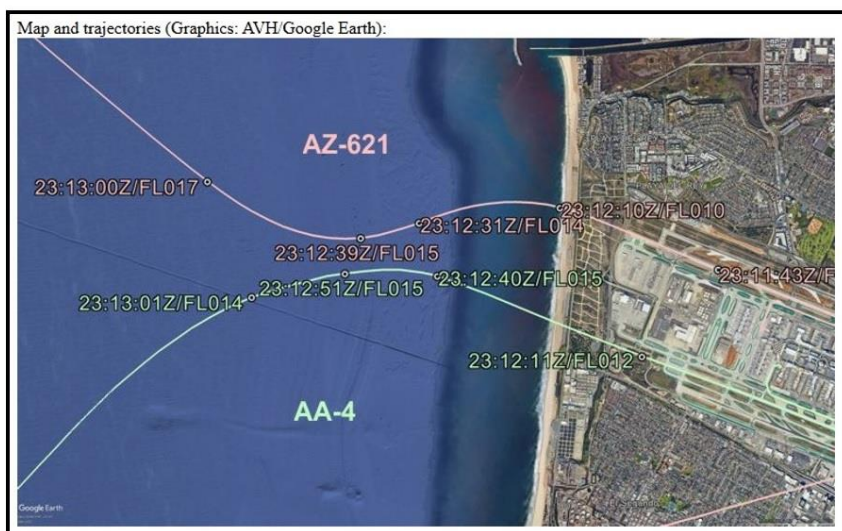 Map and trajectories (Graphics: AVH/Google Earth):
AZ-621
23:13:00Z/FL017
23:12:31Z/FL014
23:12:10Z/FL010
23:12:39Z/FL015
23:11:43Z/F
23:13:01Z/FL014
23:12:51Z/FL015
23:12:40Z/FL015
23:12:11Z/FL012
AA-4
Google Earth
El Segundo